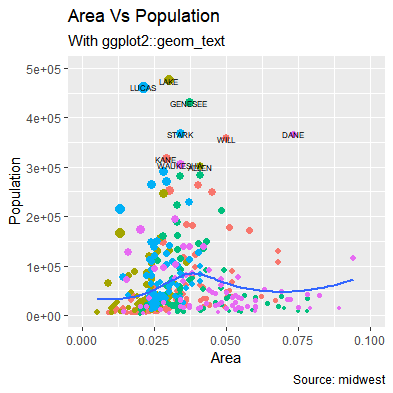 Area Vs Population
With ggplot2::geom_text
5e+05
4e+05
3e+05
2e+05
1e+05
0e+00
Population
LAKE
LUCAS
GENESEE
STARK
WILL
DANE
KANE
WAUKESHA
ALLEN
0.000
0.025
0.050
0.075
0.100
Area
Source: midwest